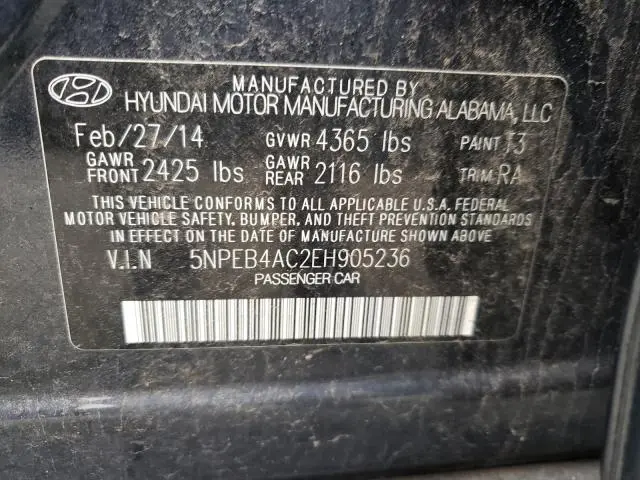 MANUFACTURED BY
HYUNDAI MOTOR MANUFACTURING ALABAMA, LLC
Feb/27/14 GVWR 4365 lbs PAINT T3
GAWR FRONT 2425 lbs GAWR REAR 2116 lbs TRIM RA
THIS VEHICLE CONFORMS TO ALL APPLICABLE U.S.A. FEDERAL
MOTOR VEHICLE SAFETY, BUMPER, AND THEFT PREVENTION STANDARDS
IN EFFECT ON THE DATE OF MANUFACTURE SHOWN ABOVE
V.I.N 5NPEB4AC2EH905236
PASSENGER CAR